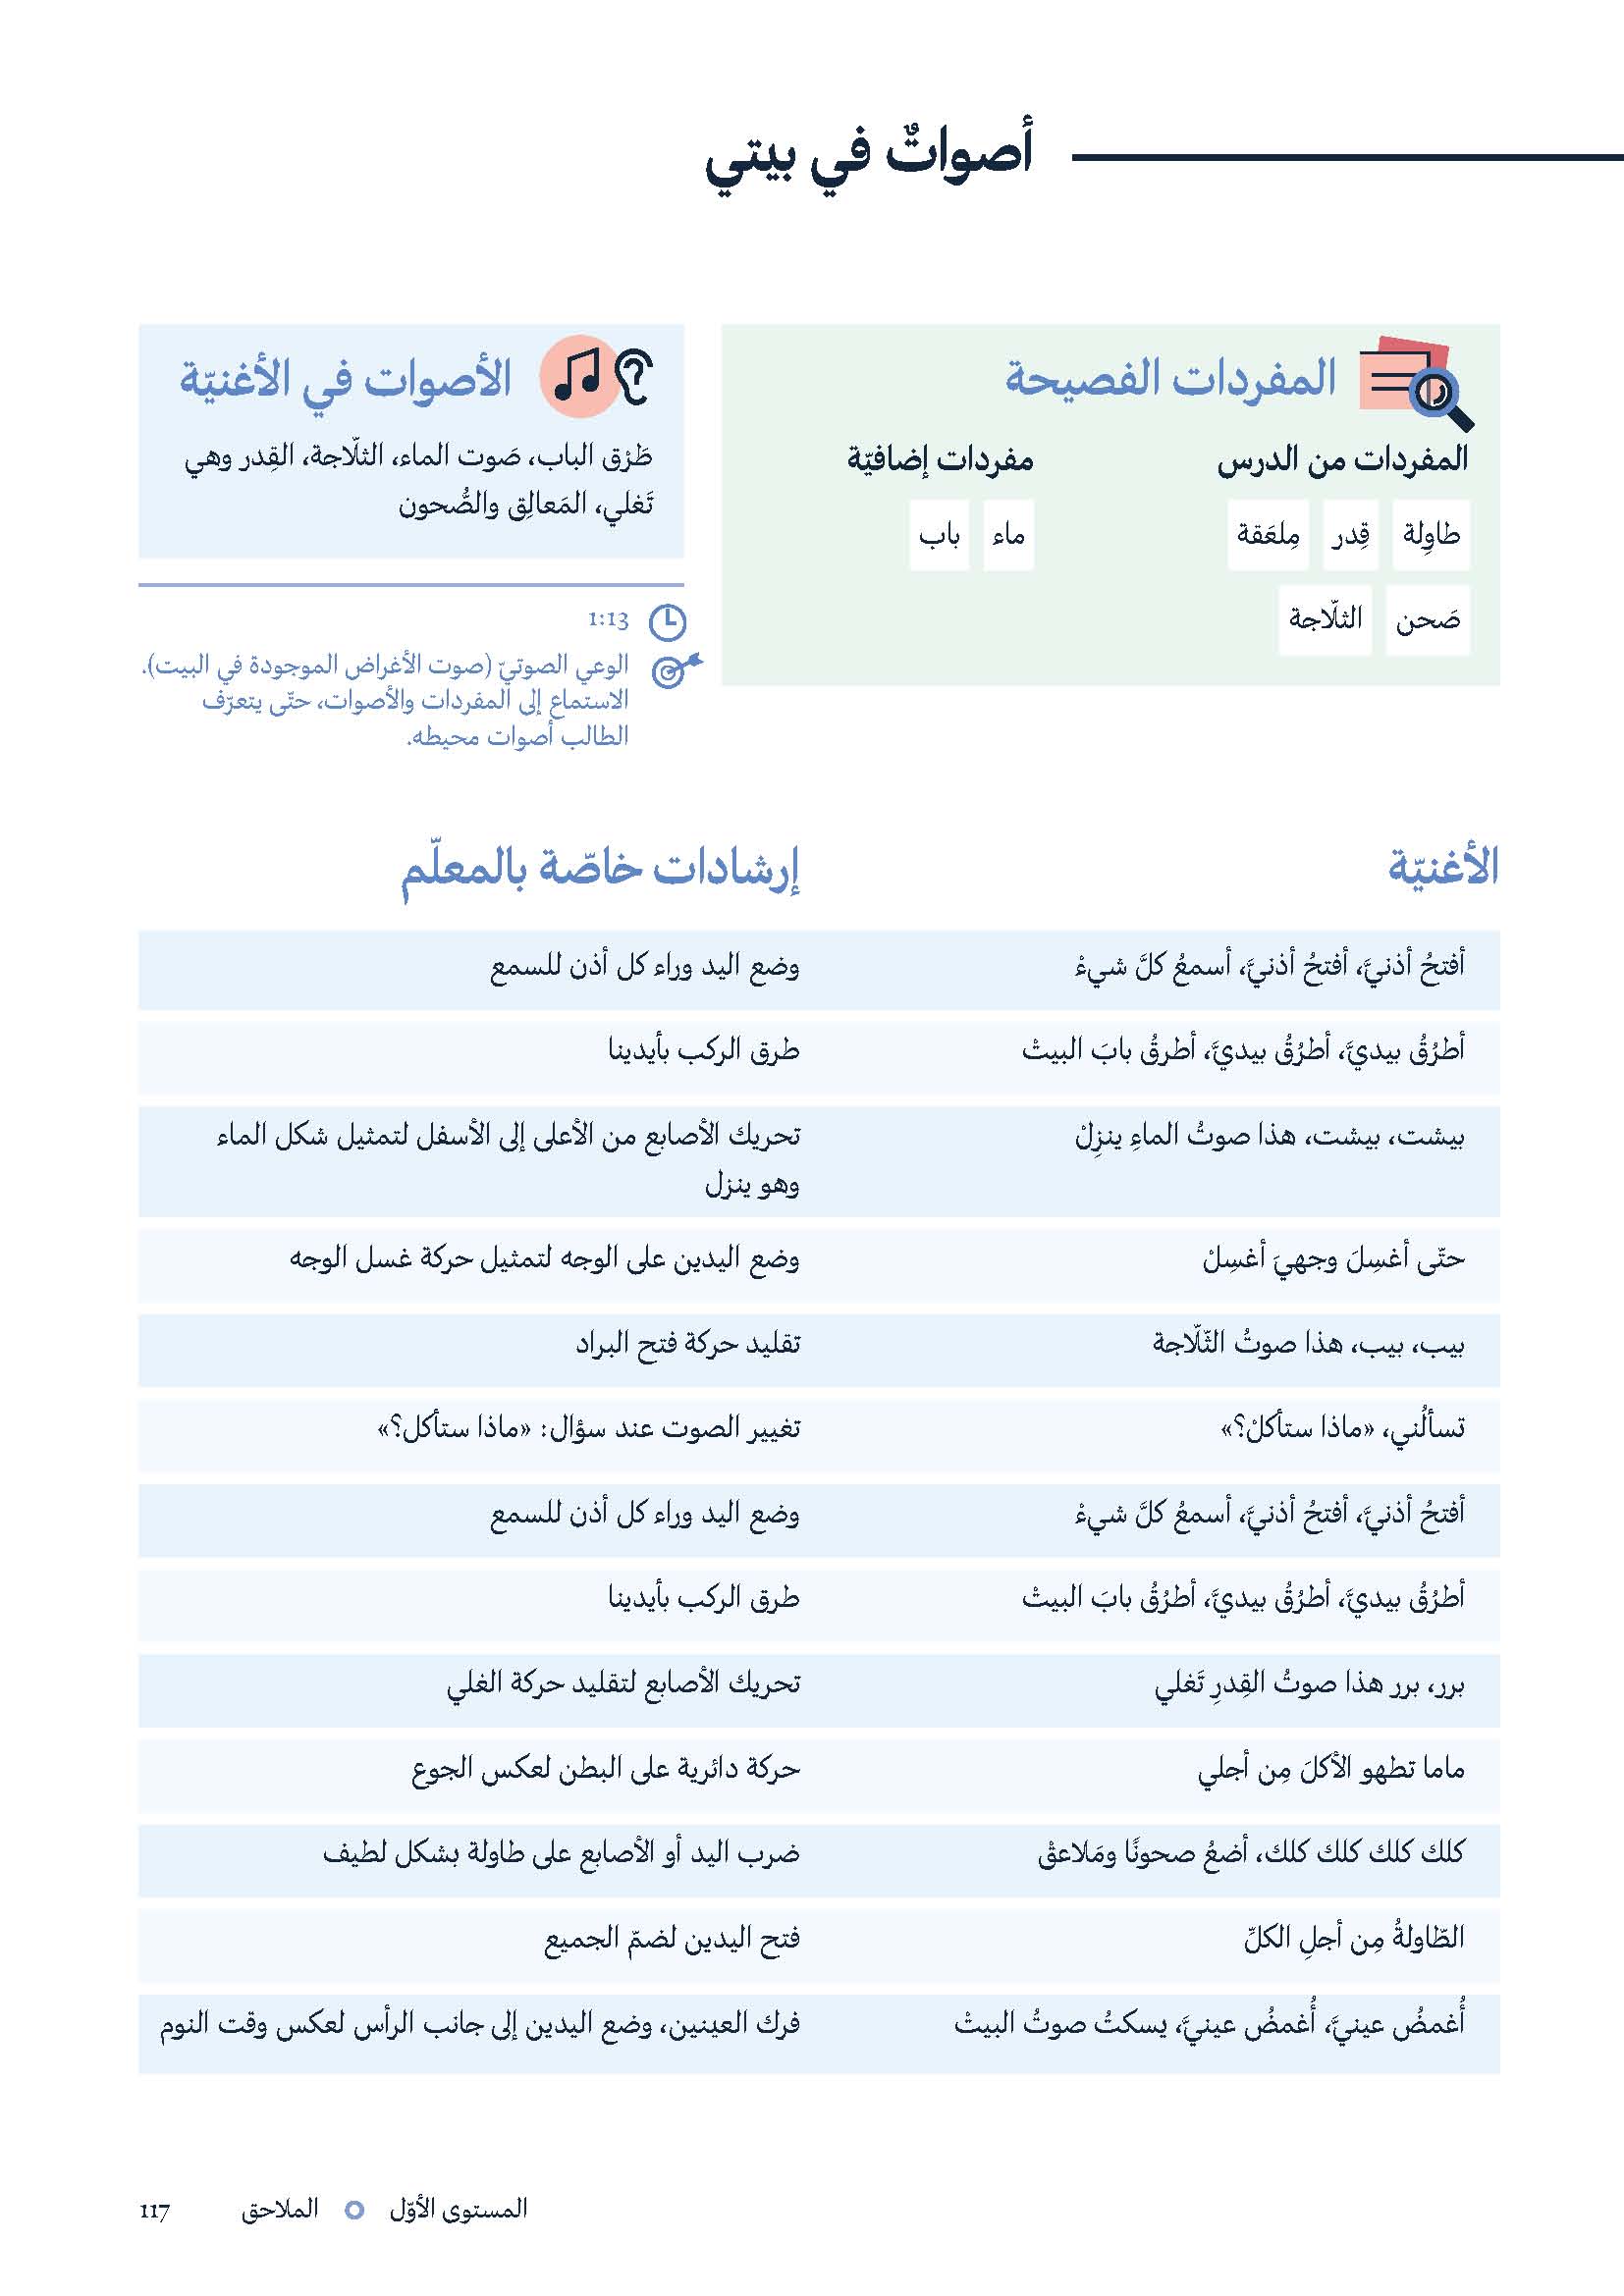 أصواتٌ في بيتي
المفردات الفصيحة
المفردات من الدرس
طاوِلة
قِدر
مِلعَقة
صَحن
الثلّاجة
مفردات إضافيّة
ماء
باب
الأصوات في الأغنيّة
طَرْق الباب، صَوت الماء، الثلّاجة، القِدر وهي
تَغلي، المَعالِق والصُّحون
1:13
الوعي الصوتيّ (صوت الأغراض الموجودة في البيت).
الاستماع إلى المفردات والأصوات، حتّى يتعرّف
الطالب أصوات محيطه.
الأغنيّة
إرشادات خاصّة بالمعلّم
أفتحُ أذنيَّ، أفتحُ أذنيَّ، أسمعُ كلَّ شيءْ
وضع اليد وراء كل أذن للسمع
أطرُقُ بيديَّ، أطرُقُ بيديَّ، أطرقُ بابَ البيتْ
طرق الركب بأيدينا
بيشت، بيشت، هذا صوتُ الماءِ ينزِلْ
تحريك الأصابع من الأعلى إلى الأسفل لتمثيل شكل الماء
وهو ينزل
حتّى أغسِلَ وجهيَ أغسِلْ
وضع اليدين على الوجه لتمثيل حركة غسل الوجه
بيب، بيب، هذا صوتُ الثّلّاجة
تقليد حركة فتح البراد
تسألُني، «ماذا ستأكلْ؟»
تغيير الصوت عند سؤال: «ماذا ستأكل؟»
أفتحُ أذنيَّ، أفتحُ أذنيَّ، أسمعُ كلَّ شيءْ
وضع اليد وراء كل أذن للسمع
أطرُقُ بيديَّ، أطرُقُ بيديَّ، أطرُقُ بابَ البيتْ
طرق الركب بأيدينا
برر، برر هذا صوتُ القِدرِ تَغلي
تحريك الأصابع لتقليد حركة الغلي
ماما تطهو الأكلَ مِن أجلي
حركة دائرية على البطن لعكس الجوع
كلك كلك كلك كلك، أضعُ صحونًا ومَلاعقْ
ضرب اليد أو الأصابع على طاولة بشكل لطيف
الطّاولةُ مِن أجلِ الكلِّ
فتح اليدين لضمّ الجميع
أُغمضُ عينيَّ، أُغمضُ عينيَّ، يسكتُ صوتُ البيتْ
فرك العينين، وضع اليدين إلى جانب الرأس لعكس وقت النوم
المستوى الأوّل
الملاحق
117